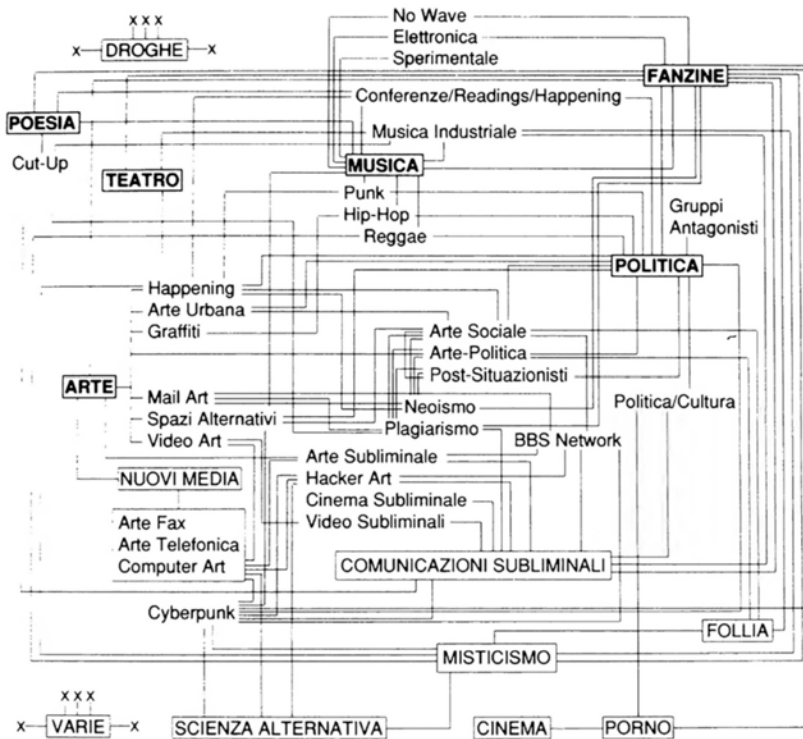 No Wave
x x x
Elettronica
x DROGHE x
Sperimentale
FANZINE
Conferenze/Readings/Happening
POESIA
Musica Industriale
Cut-Up
MUSICA
TEATRO
Punk
Hip-Hop
Gruppi
Antagonisti
Reggae
POLITICA
Happening
Arte Urbana
Graffiti
Arte Sociale
Arte-Politica
Post-Situazionisti
ARTE
Mail Art
Neoismo
Politica/Cultura
Spazi Alternativi
Plagiarismo
Video Art
BBS Network
Arte Subliminale
NUOVI MEDIA
Hacker Art
Cinema Subliminale
Video Subliminali
Arte Fax
Arte Telefonica
Computer Art
COMUNICAZIONI SUBLIMINALI
Cyberpunk
FOLLIA
MISTICISMO
x x x
x VARIE x
SCIENZA ALTERNATIVA
CINEMA
PORNO